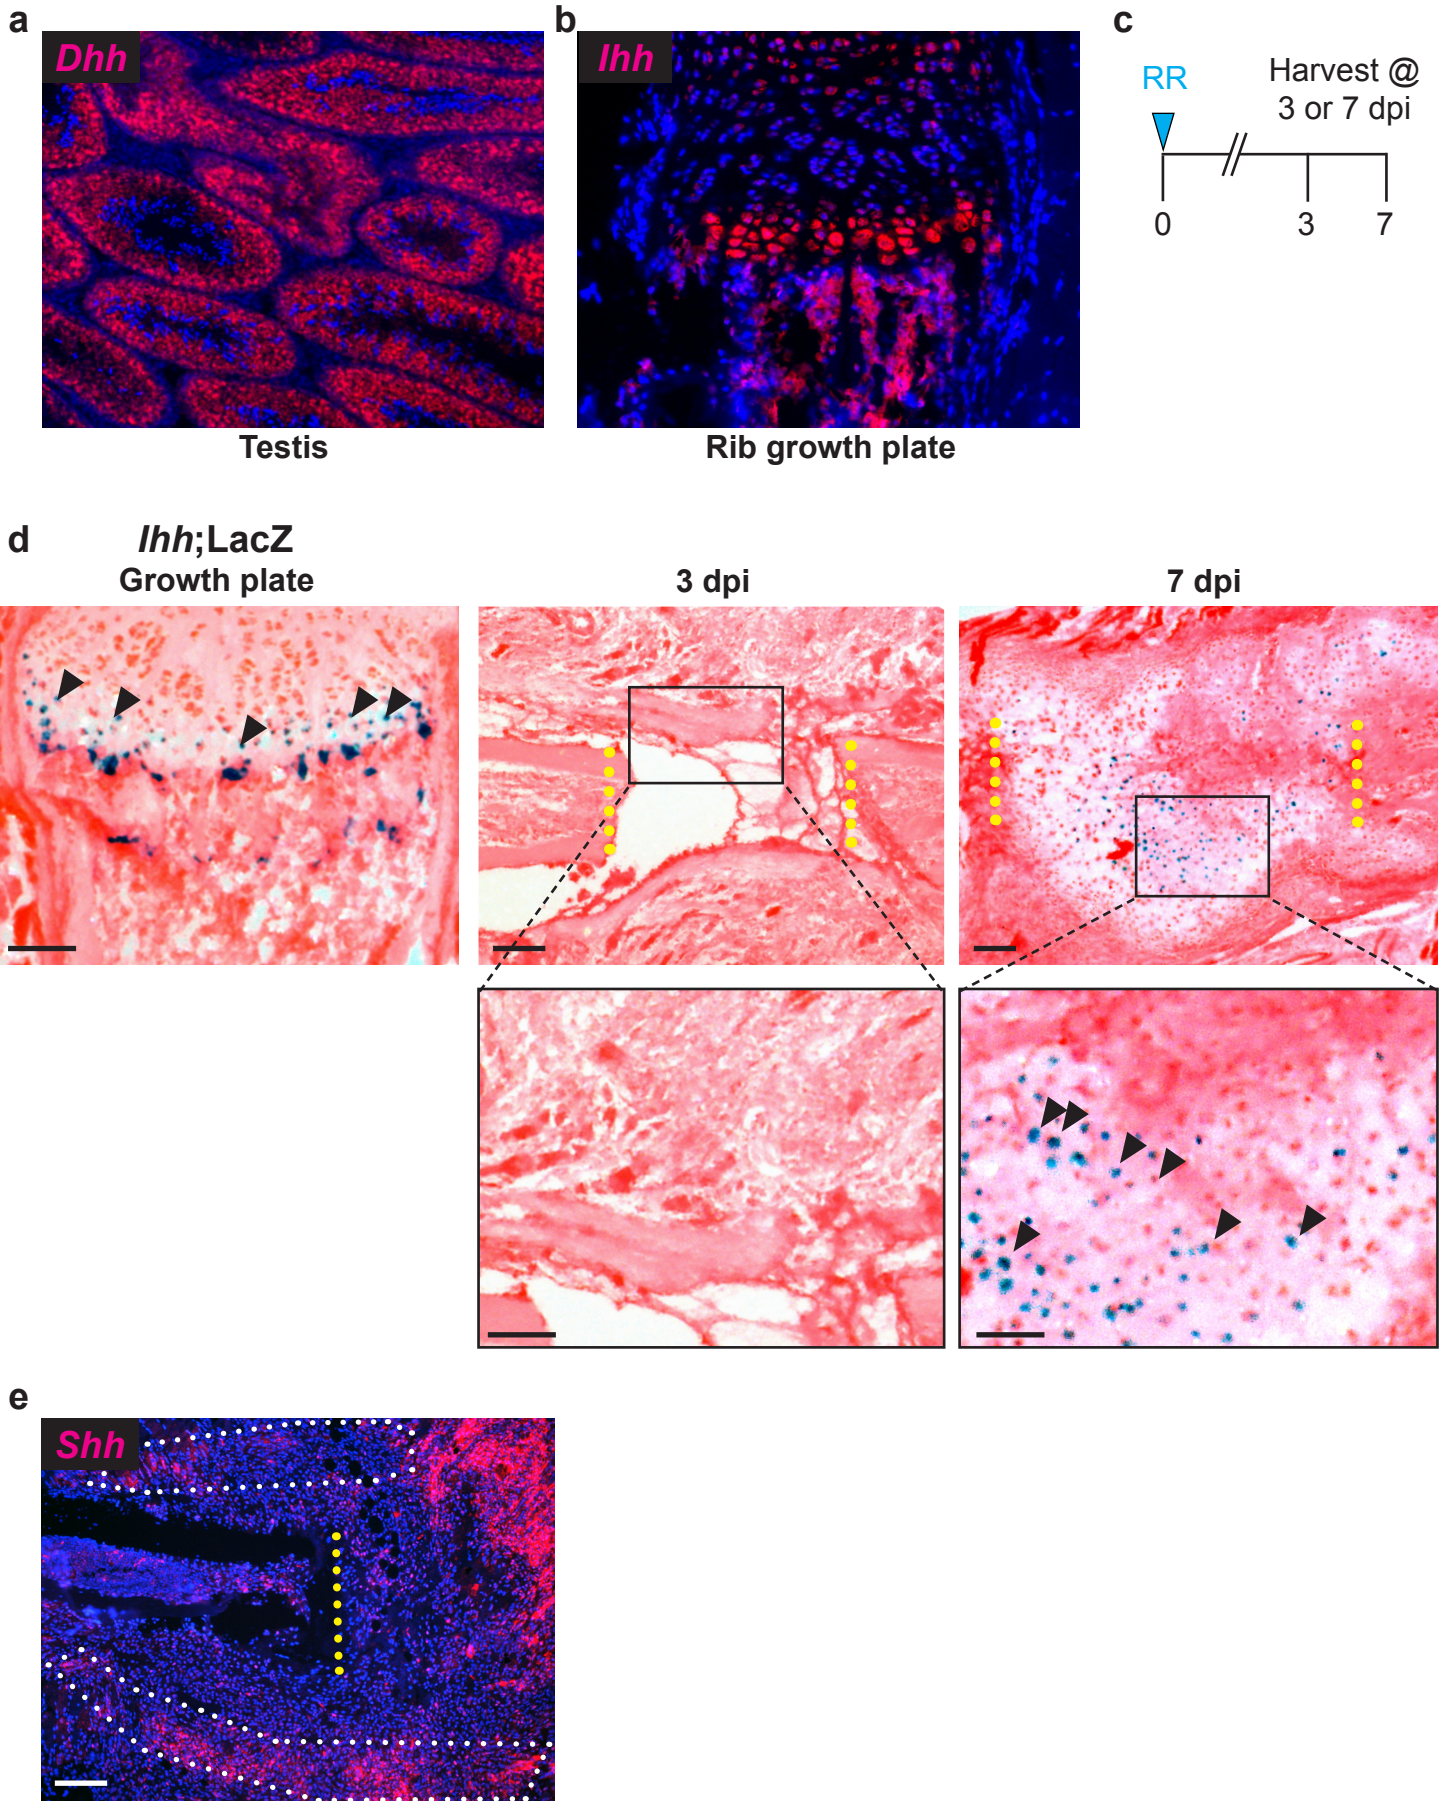 a
Dhh
Testis
b
Ihh
Rib growth plate
c
RR
Harvest @
3 or 7 dpi
0
3
7
d
Ihh;LacZ
Growth plate
3 dpi
7 dpi
e
Shh